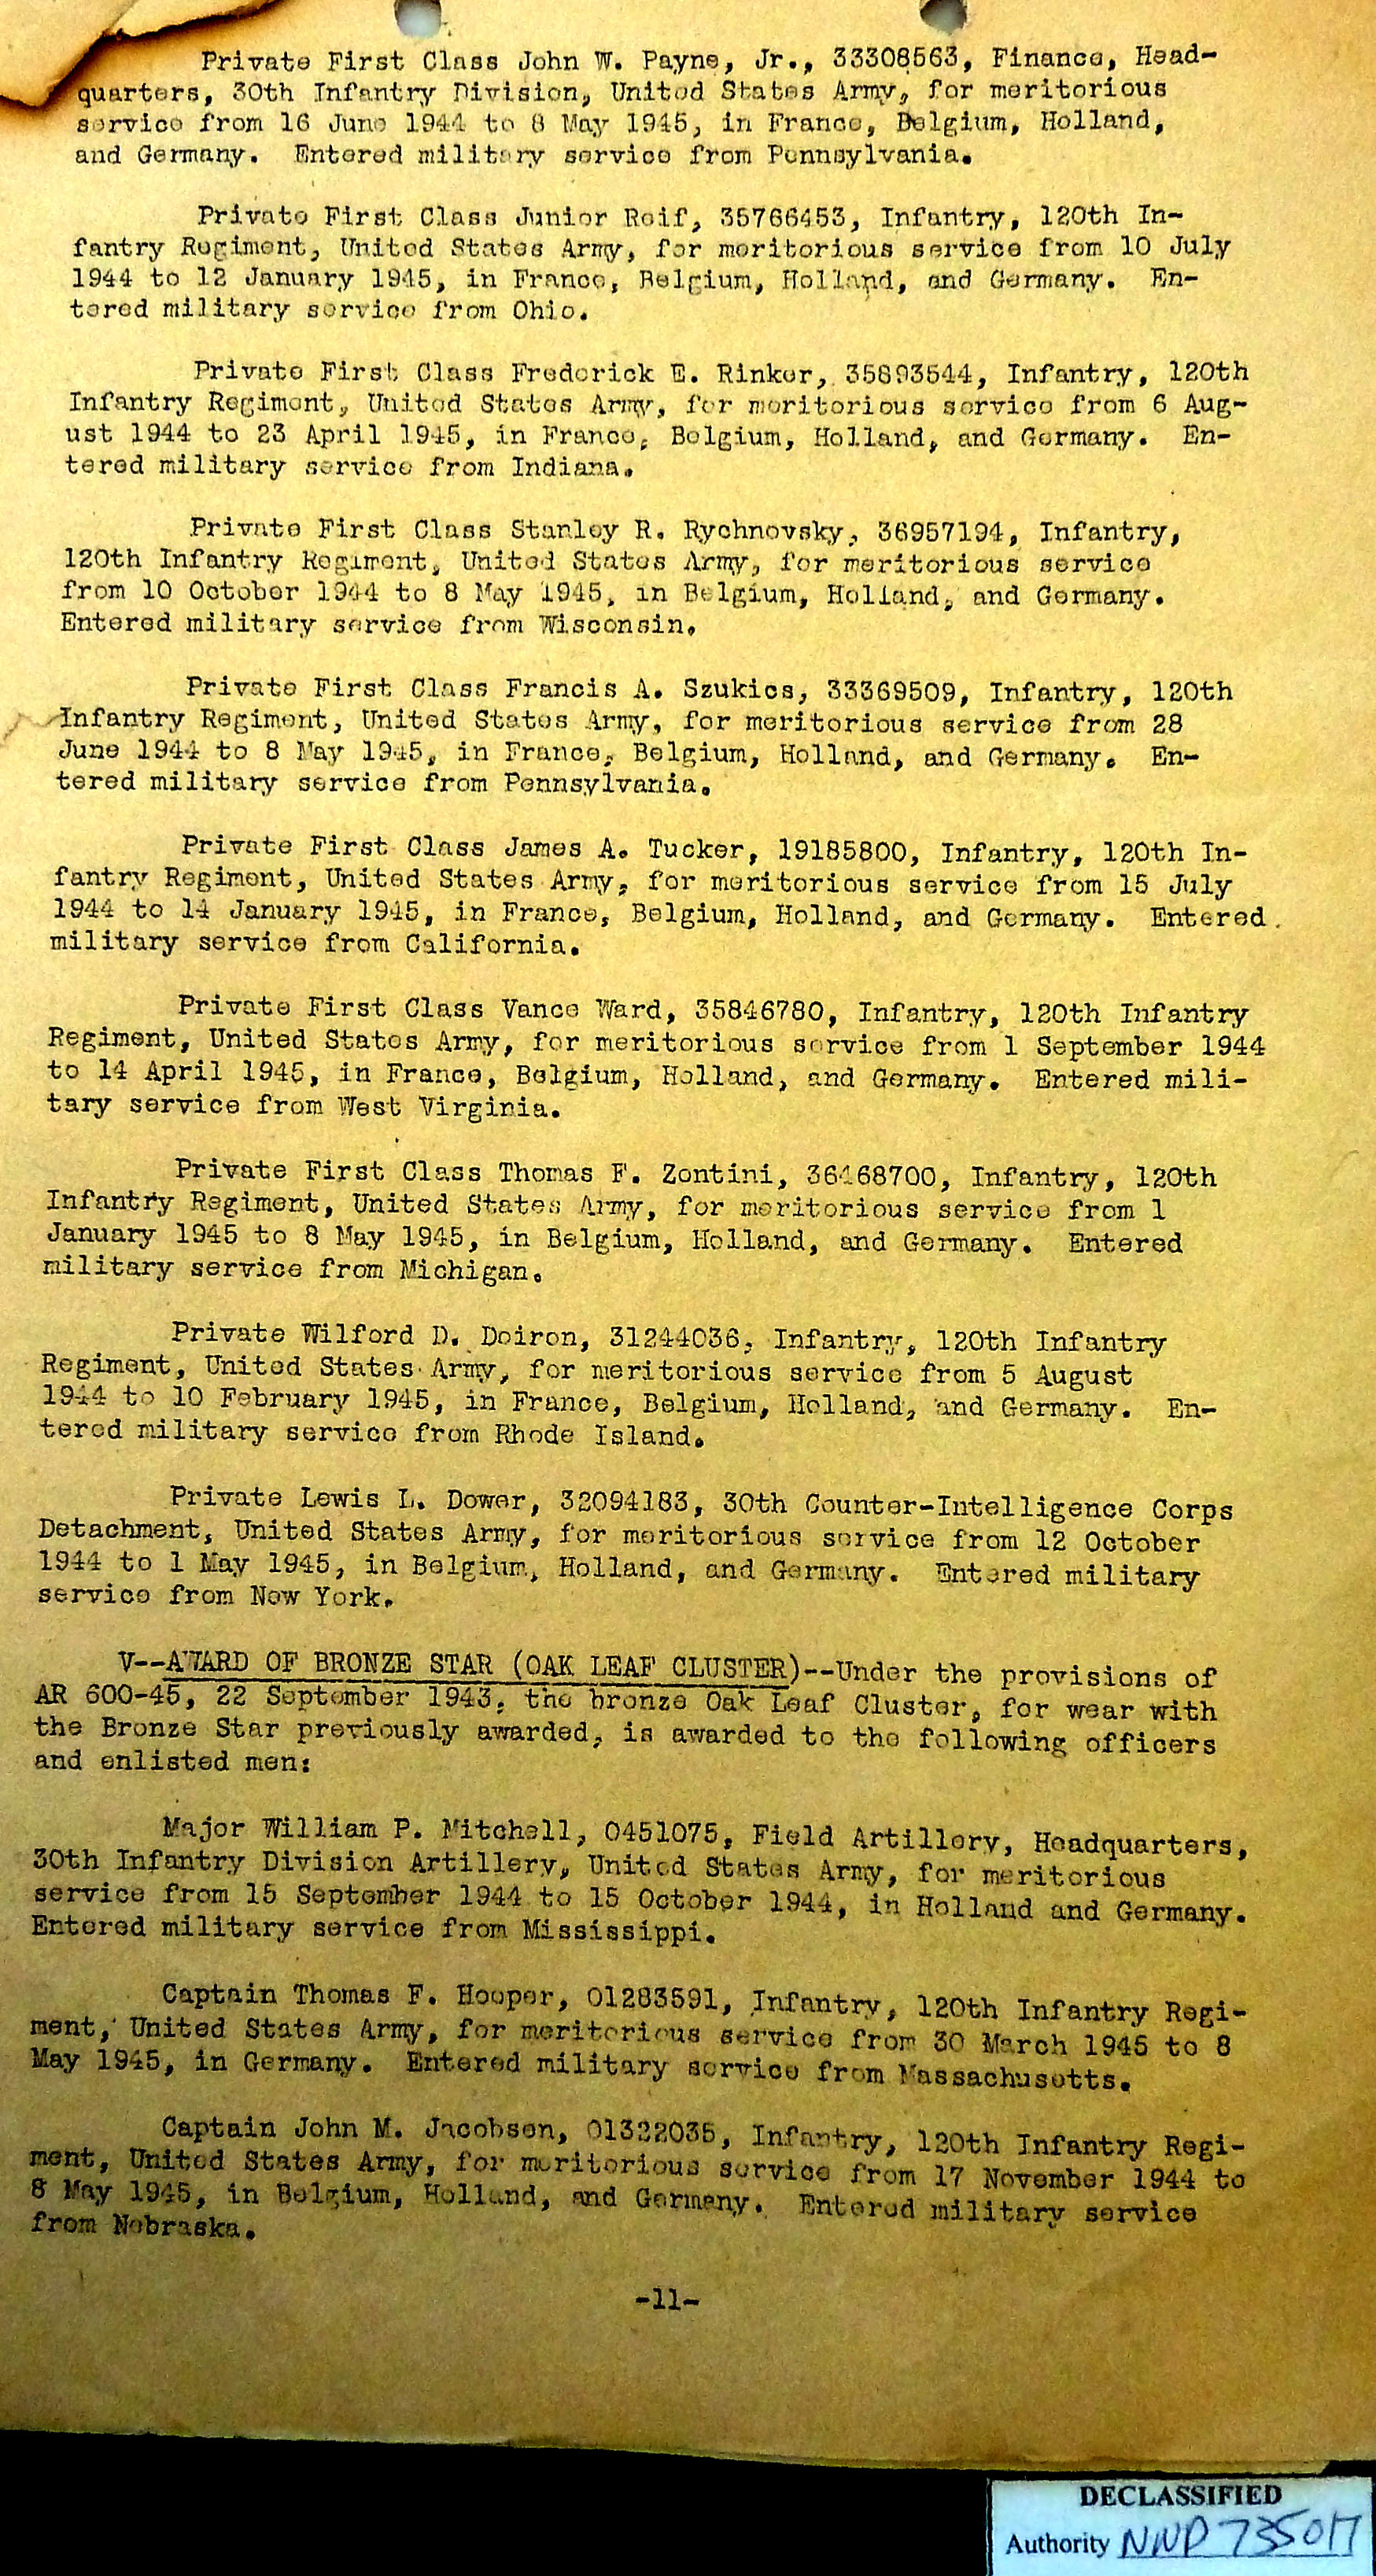 Private First Class John W. Payne, Jr., 33308563, Finance, Head-
quarters, 30th Infantry Division, United States Army, for meritorious
service from 16 June 1944 to 8 May 1945, in France, Belgium, Holland,
and Germany. Entered military service from Pennsylvania.
Private First Class Junior Reif, 35766453, Infantry, 120th In-
fantry Regiment, United States Army, for meritorious service from 10 July
1944 to 12 January 1945, in France, Belgium, Holland, and Germany. En-
tered military service from Ohio.
Private First Class Frederick E. Rinker, 35893544, Infantry, 120th
Infantry Regiment, United States Army, for meritorious service from 6 Aug-
ust 1944 to 23 April 1945, in France, Belgium, Holland, and Germany. En-
tered military service from Indiana.
Private First Class Stanley R. Rychnovsky, 36957194, Infantry,
120th Infantry Regiment, United States Army, for meritorious service
from 10 October 1944 to 8 May 1945, in Belgium, Holland, and Germany.
Entered military service from Wisconsin.
Private First Class Francis A. Szukics, 33369509, Infantry, 120th
Infantry Regiment, United States Army, for meritorious service from 28
June 1944 to 8 May 1945, in France, Belgium, Holland, and Germany. En-
tered military service from Pennsylvania.
Private First Class James A. Tucker, 19185800, Infantry, 120th In-
fantry Regiment, United States Army, for meritorious service from 15 July
1944 to 14 January 1945, in France, Belgium, Holland, and Germany. Entered
military service from California.
Private First Class Vance Ward, 35846780, Infantry, 120th Infantry
Regiment, United States Army, for meritorious service from 1 September 1944
to 14 April 1945, in France, Belgium, Holland, and Germany. Entered mili-
tary service from West Virginia.
Private First Class Thomas F. Zontini, 36468700, Infantry, 120th
Infantry Regiment, United States Army, for meritorious service from 1
January 1945 to 8 May 1945, in Belgium, Holland, and Germany. Entered
military service from Michigan.
Private Wilford D. Doiron, 31244036, Infantry, 120th Infantry
Regiment, United States Army, for meritorious service from 5 August
1944 to 10 February 1945, in France, Belgium, Holland, and Germany. En-
tered military service from Rhode Island.
Private Lewis L. Dower, 32094183, 30th Counter-Intelligence Corps
Detachment, United States Army, for meritorious service from 12 October
1944 to 1 May 1945, in Belgium, Holland, and Germany. Entered military
service from New York.
V--AWARD OF BRONZE STAR (OAK LEAF CLUSTER)--Under the provisions of
AR 600-45, 22 September 1943, the bronze Oak Leaf Cluster, for wear with
the Bronze Star previously awarded, is awarded to the following officers
and enlisted men:
Major William P. Mitchell, 0451075, Field Artillery, Headquarters,
30th Infantry Division Artillery, United States Army, for meritorious
service from 15 September 1944 to 15 October 1944, in Holland and Germany.
Entered military service from Mississippi.
Captain Thomas F. Hooper, 01283591, Infantry, 120th Infantry Regi-
ment, United States Army, for meritorious service from 30 March 1945 to 8
May 1945, in Germany. Entered military service from Massachusetts.
Captain John M. Jacobsen, 01322035, Infantry, 120th Infantry Regi-
ment, United States Army, for meritorious service from 17 November 1944 to
8 May 1945, in Belgium, Holland, and Germany. Entered military service
from Nebraska.
-11-
DECLASSIFIED
Authority NND 735017